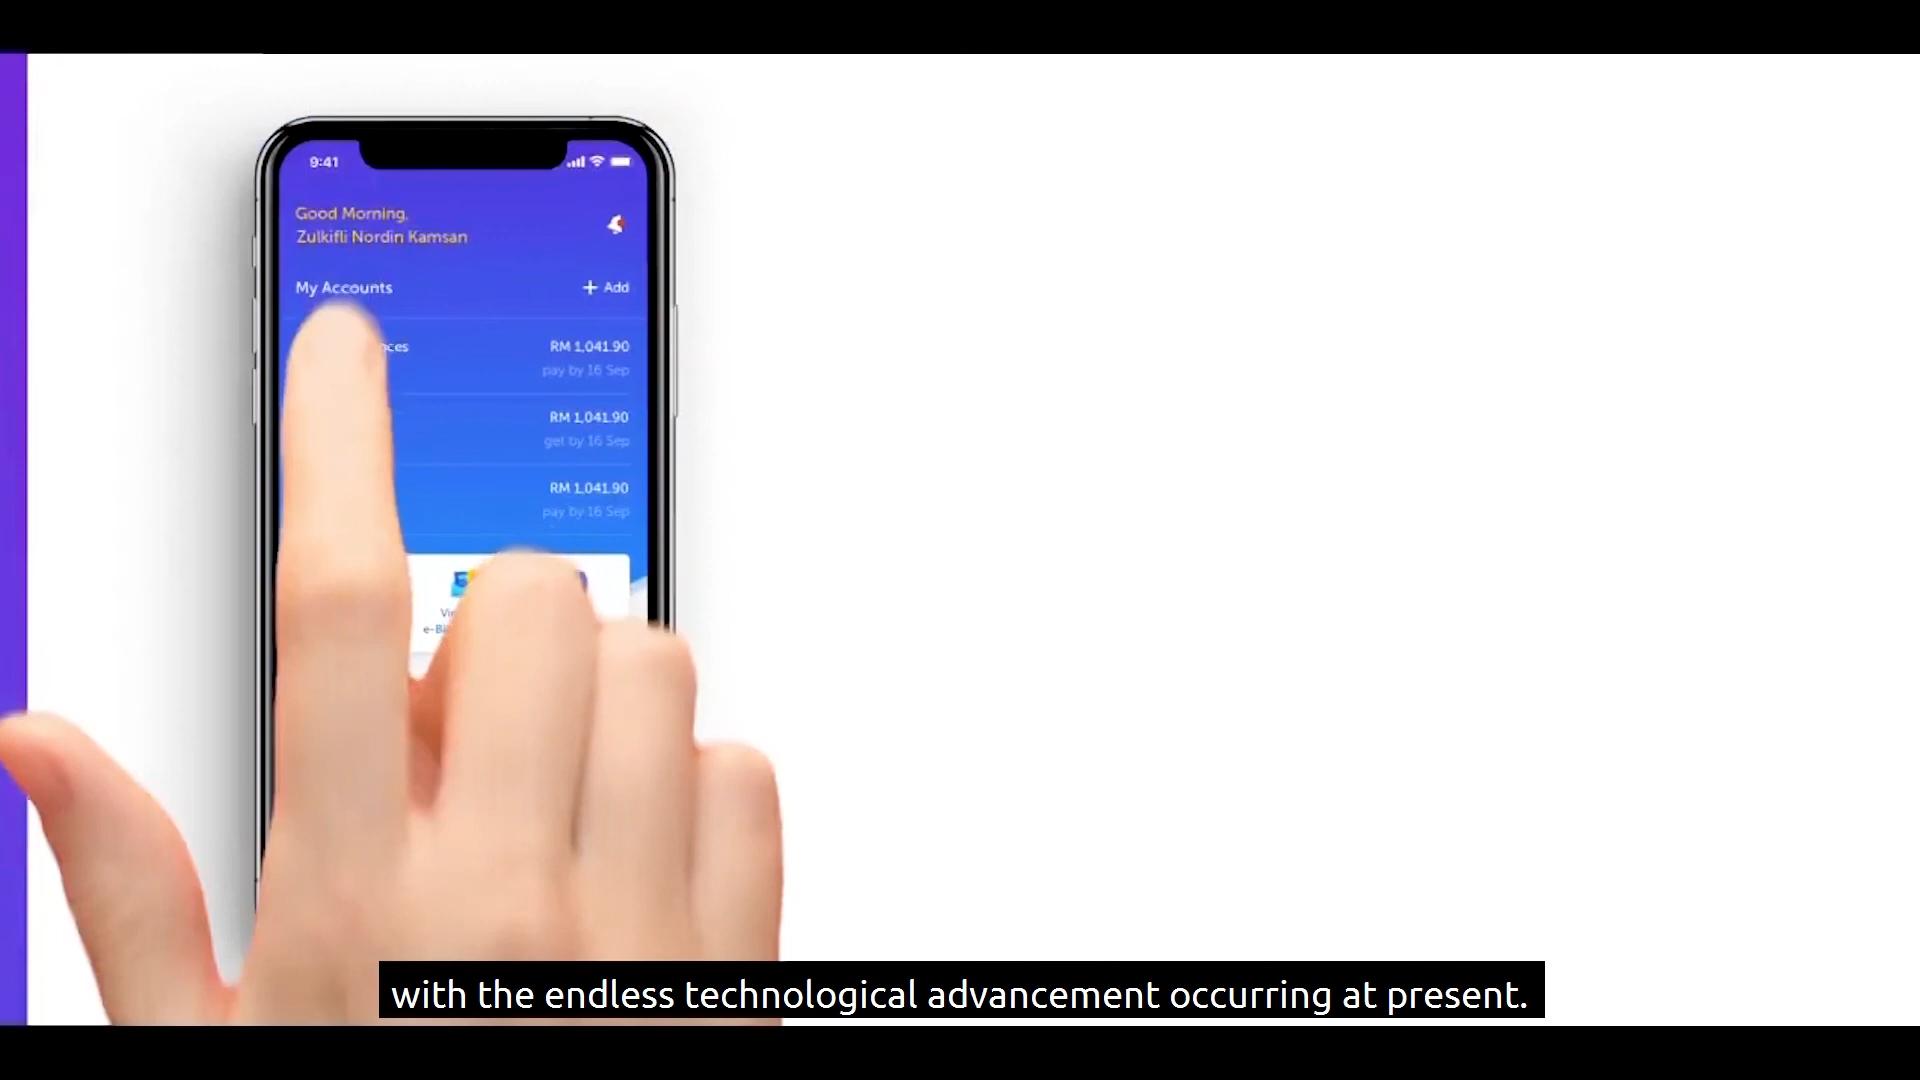 9:41
Good Morning,
Zulkifli Nordin Kamsan
My Accounts
+ Add
RM 1,041.90
pay by 16 Sep
RM 1,041.90
get by 16 Sep
RM 1,041.90
pay by 16 Sep
with the endless technological advancement occurring at present.